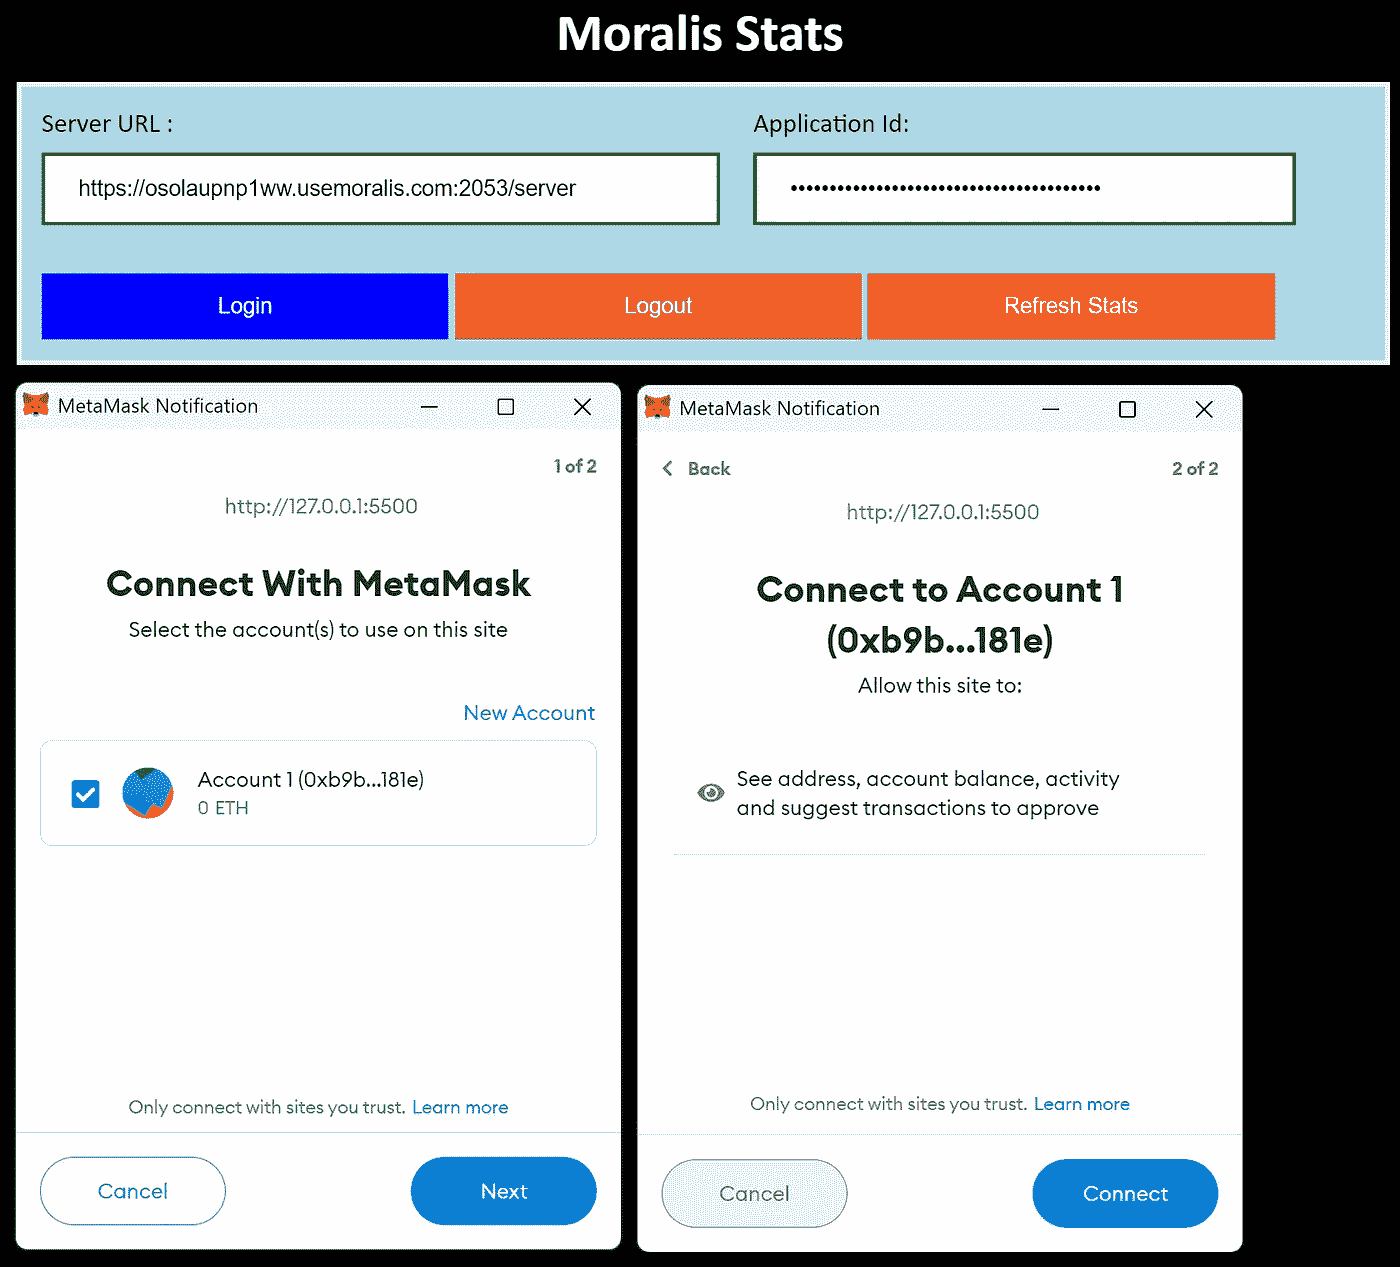 Moralis Stats
Server URL :
Application Id:
https://osolaupnp1ww.usemoralis.com:2053/server
••••••••••••••••••••••••••••••••••••••••
Login
Logout
Refresh Stats
MetaMask Notification
1 of 2
http://127.0.0.1:5500
Connect With MetaMask
Select the account(s) to use on this site
New Account
Account 1 (0xb9b...181e)
0 ETH
Only connect with sites you trust. Learn more
Cancel
Next
MetaMask Notification
Back
2 of 2
http://127.0.0.1:5500
Connect to Account 1
(0xb9b...181e)
Allow this site to:
See address, account balance, activity
and suggest transactions to approve
Only connect with sites you trust. Learn more
Cancel
Connect